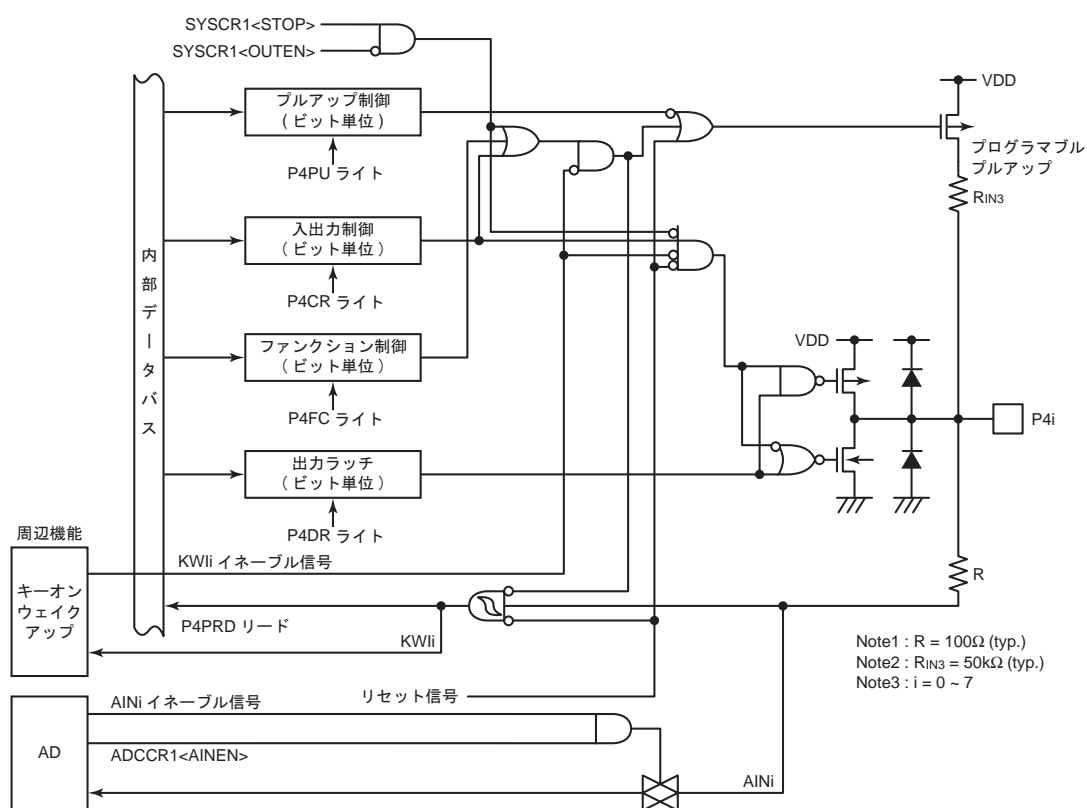 SYSCR1<STOP>
SYSCR1<OUTEN>
プルアップ制御
(ビット単位)
P4PU ライト
VDD
プログラマブル
プルアップ
RIN3
入出力制御
(ビット単位)
P4CR ライト
内部データバス
ファンクション制御
(ビット単位)
P4FC ライト
VDD
P4i
出力ラッチ
(ビット単位)
P4DR ライト
周辺機能
キーオン
ウェイク
アップ
KWIi イネーブル信号
R
P4PRD リード
KWIi
リセット信号
Note1 : R = 100Ω (typ.)
Note2 : RIN3 = 50kΩ (typ.)
Note3 : i = 0 ~ 7
AD
AINi イネーブル信号
ADCCR1<AINEN>
AINi